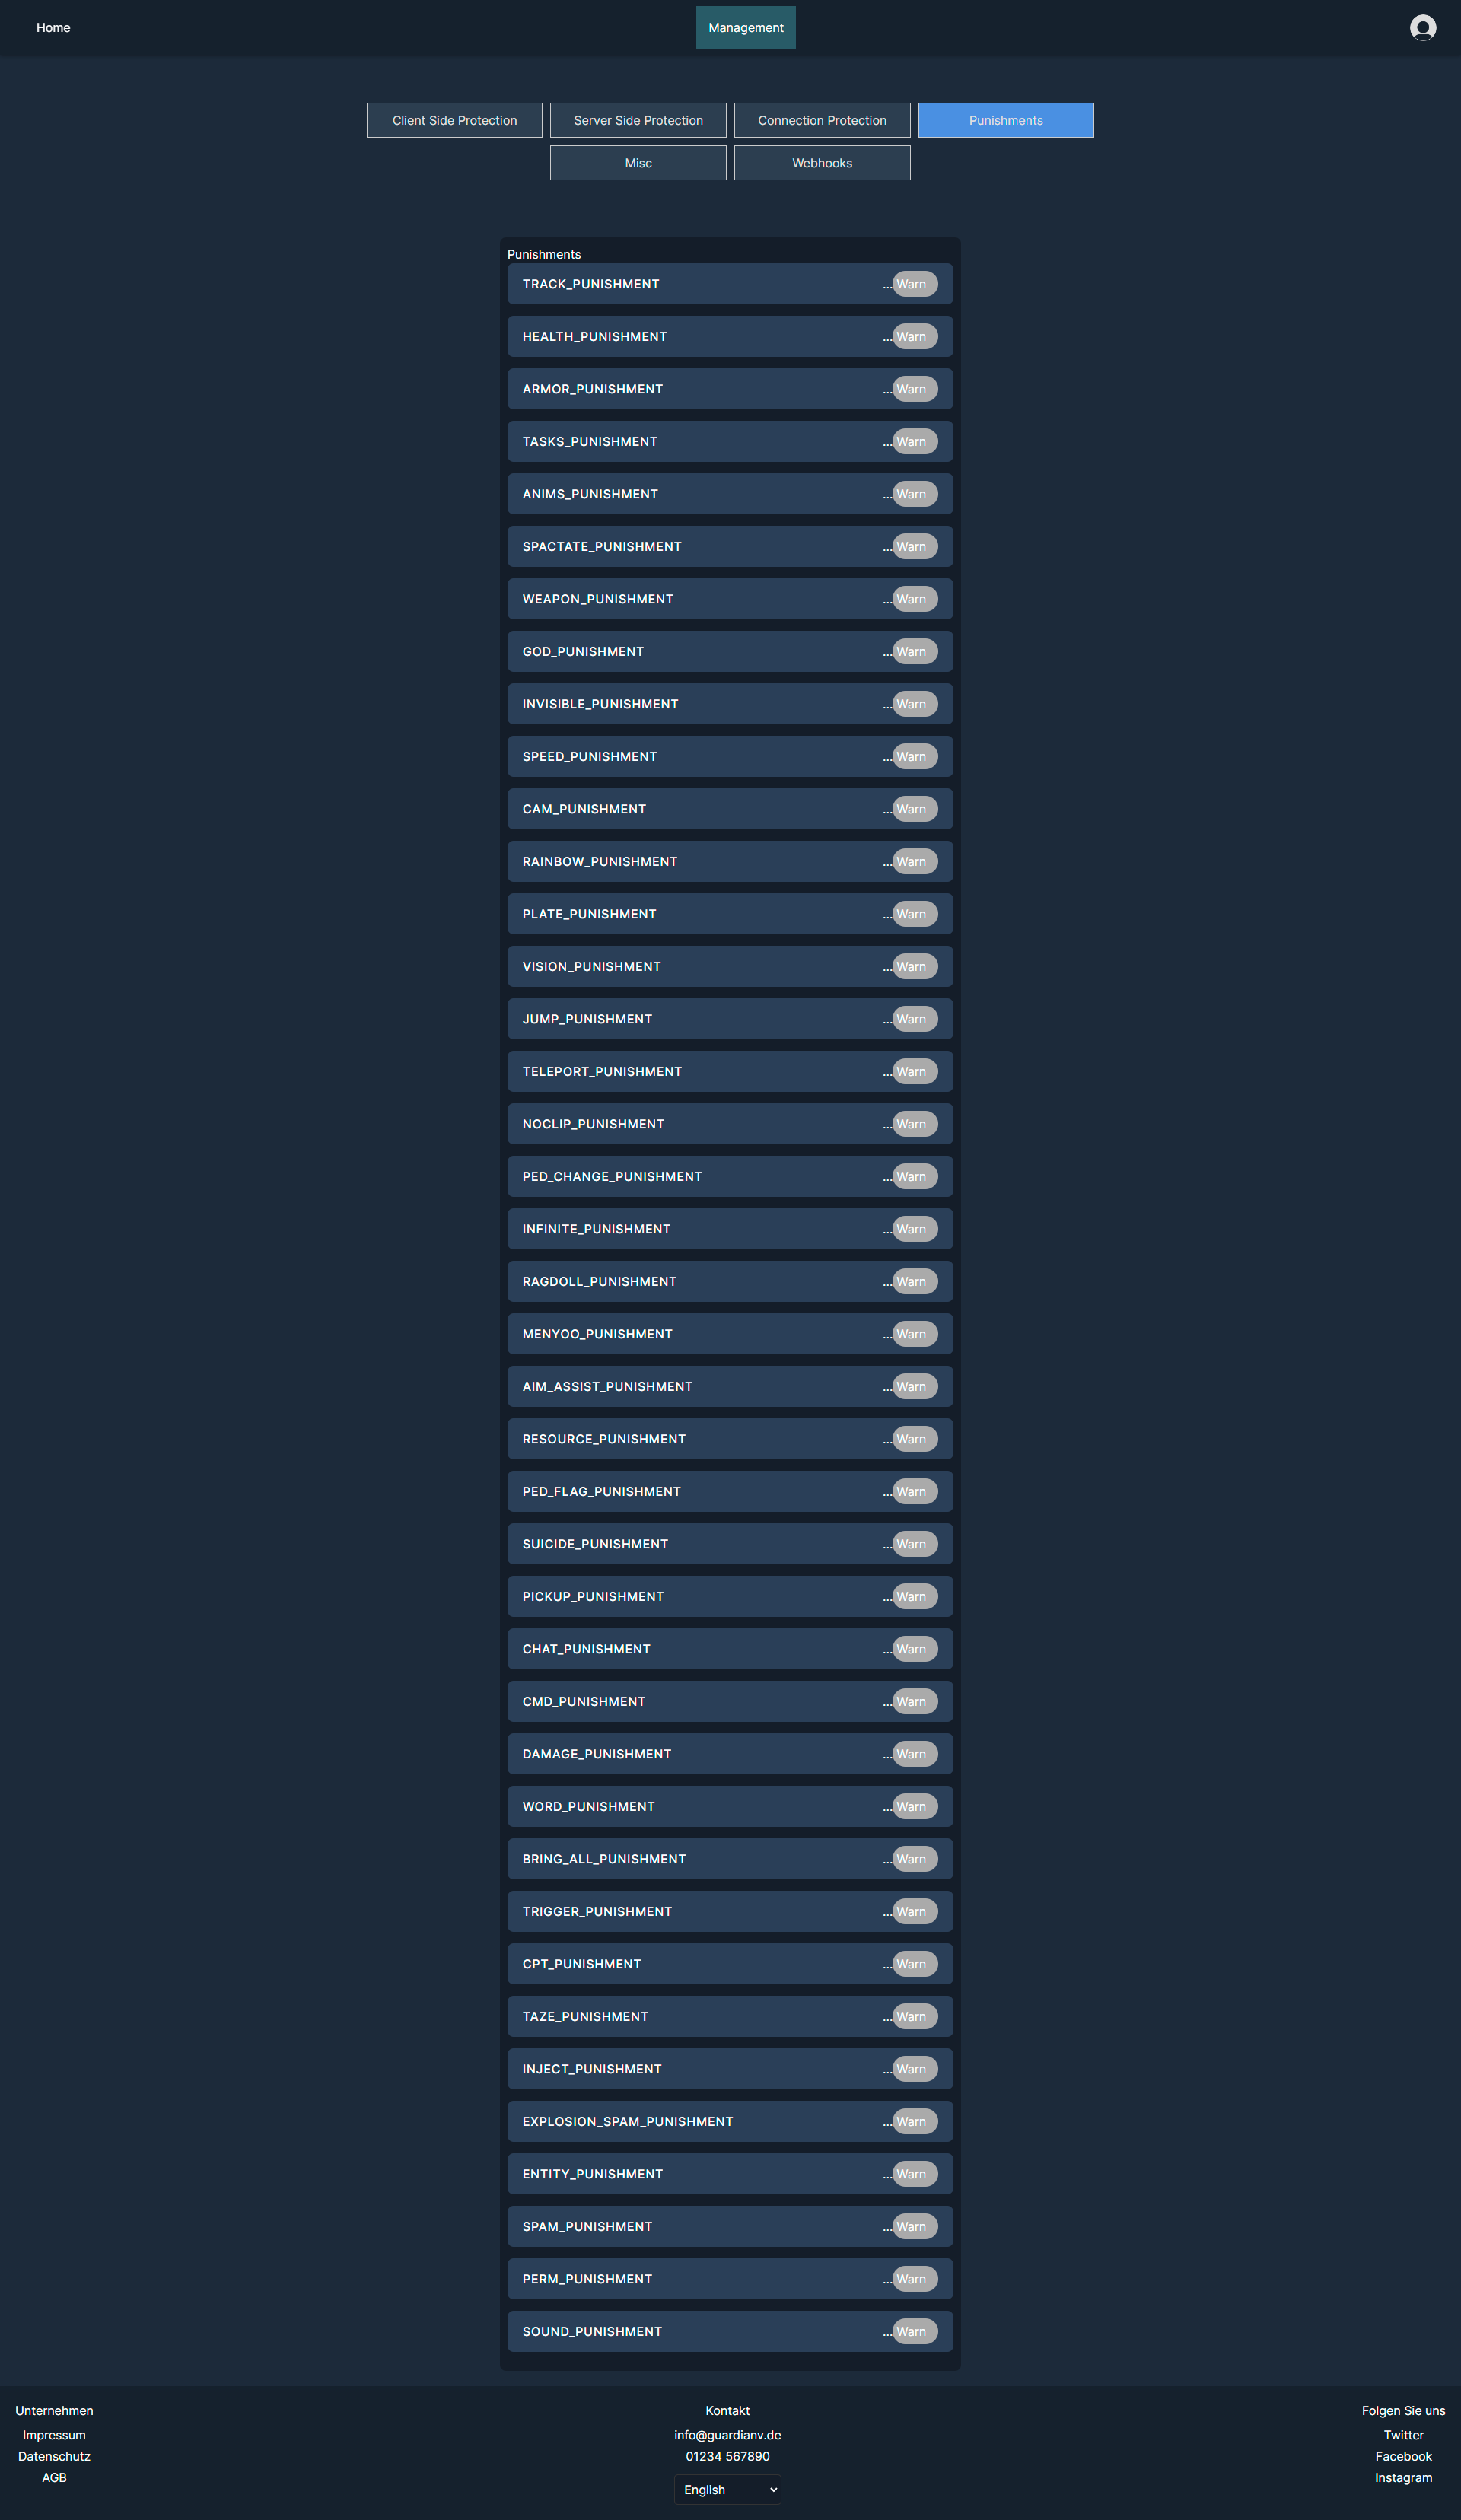 Home
Management
Client Side Protection
Server Side Protection
Connection Protection
Punishments
Misc
Webhooks
Punishments
TRACK_PUNISHMENT ...Warn
HEALTH_PUNISHMENT ...Warn
ARMOR_PUNISHMENT ...Warn
TASKS_PUNISHMENT ...Warn
ANIMS_PUNISHMENT ...Warn
SPACTATE_PUNISHMENT ...Warn
WEAPON_PUNISHMENT ...Warn
GOD_PUNISHMENT ...Warn
INVISIBLE_PUNISHMENT ...Warn
SPEED_PUNISHMENT ...Warn
CAM_PUNISHMENT ...Warn
RAINBOW_PUNISHMENT ...Warn
PLATE_PUNISHMENT ...Warn
VISION_PUNISHMENT ...Warn
JUMP_PUNISHMENT ...Warn
TELEPORT_PUNISHMENT ...Warn
NOCLIP_PUNISHMENT ...Warn
PED_CHANGE_PUNISHMENT ...Warn
INFINITE_PUNISHMENT ...Warn
RAGDOLL_PUNISHMENT ...Warn
MENYOO_PUNISHMENT ...Warn
AIM_ASSIST_PUNISHMENT ...Warn
RESOURCE_PUNISHMENT ...Warn
PED_FLAG_PUNISHMENT ...Warn
SUICIDE_PUNISHMENT ...Warn
PICKUP_PUNISHMENT ...Warn
CHAT_PUNISHMENT ...Warn
CMD_PUNISHMENT ...Warn
DAMAGE_PUNISHMENT ...Warn
WORD_PUNISHMENT ...Warn
BRING_ALL_PUNISHMENT ...Warn
TRIGGER_PUNISHMENT ...Warn
CPT_PUNISHMENT ...Warn
TAZE_PUNISHMENT ...Warn
INJECT_PUNISHMENT ...Warn
EXPLOSION_SPAM_PUNISHMENT ...Warn
ENTITY_PUNISHMENT ...Warn
SPAM_PUNISHMENT ...Warn
PERM_PUNISHMENT ...Warn
SOUND_PUNISHMENT ...Warn
Unternehmen
Impressum
Datenschutz
AGB
Kontakt
info@guardianv.de
01234 567890
English
Folgen Sie uns
Twitter
Facebook
Instagram